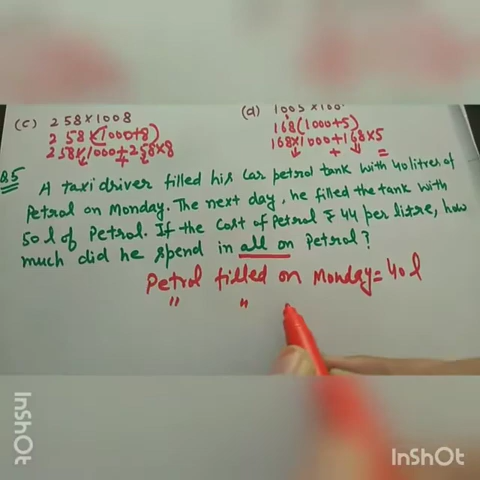 (c) 258×1008
(d) 1005×
258(1000+8)
168(1000+5)
258×1000+258×8
168×1000+168×5
=
Q.5 A taxi driver filled his car petrol tank with 40 litres of
Petrol on Monday. The next day, he filled the tank with
50 l of Petrol. If the cost of Petrol ₹ 44 per litre, how
much did he spend in all on Petrol?
Petrol filled on Monday = 40 l
" "
InShOt
InShOt